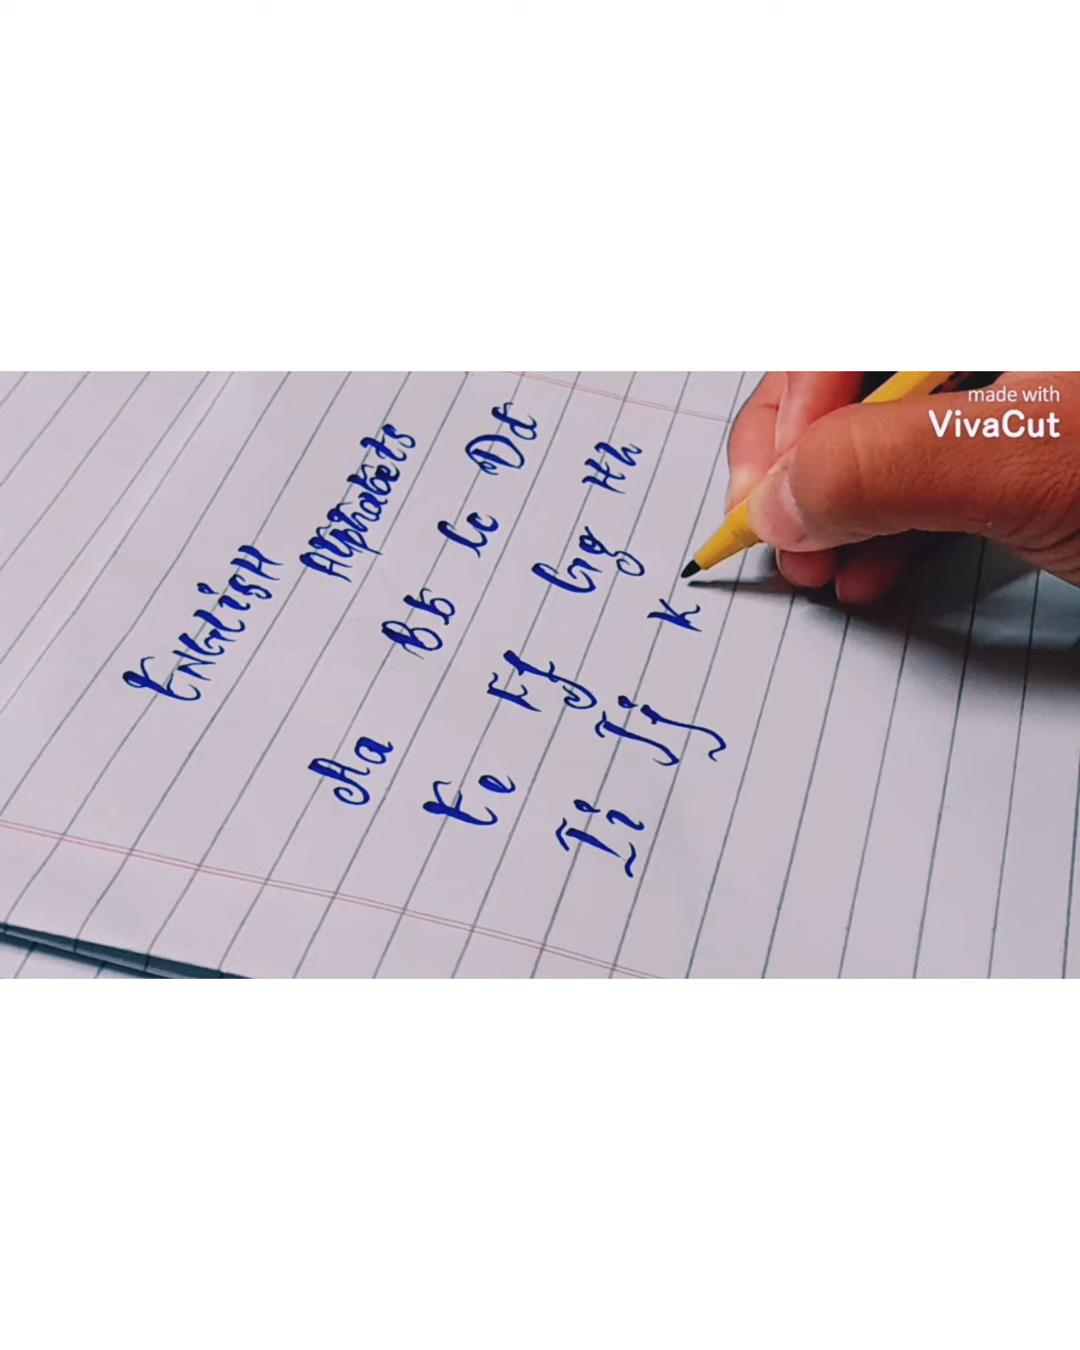 ENGlisH Alphabets
Aa Bb Cc Dd
Ee Ff Gg Hh
Ii Jj K
made with
VivaCut